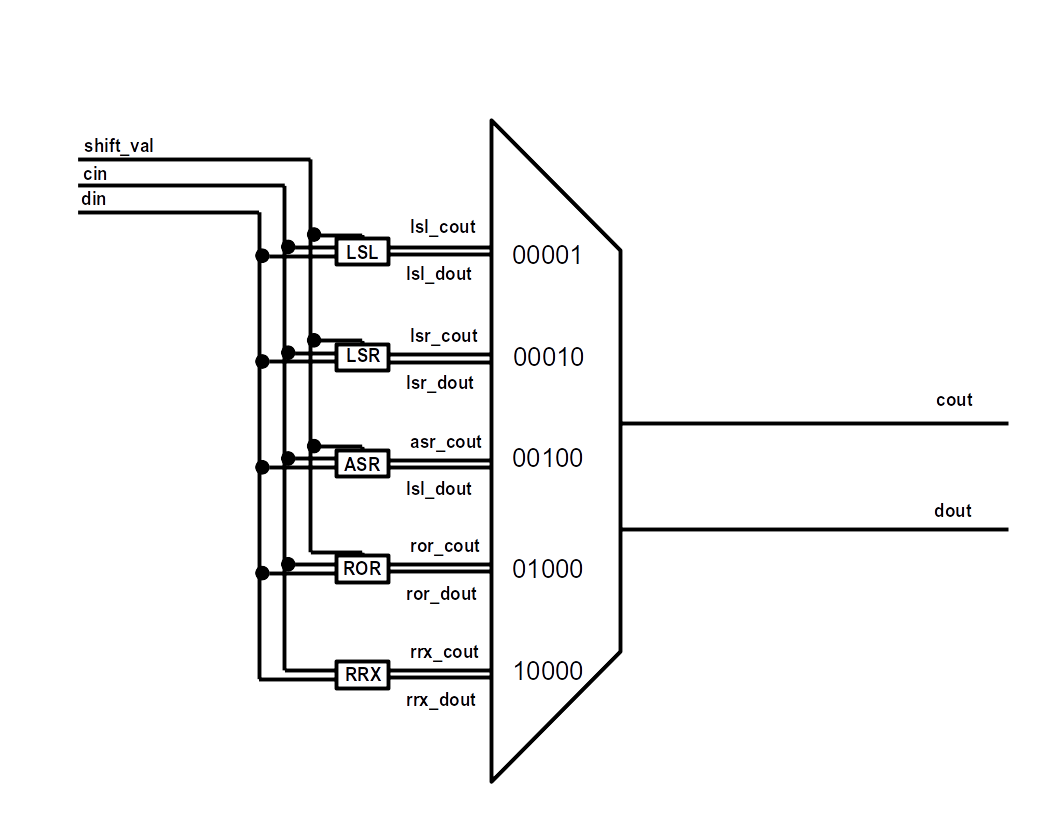 shift_val
cin
din
lsl_cout
LSL
00001
lsl_dout
lsr_cout
LSR
00010
lsr_dout
cout
asr_cout
ASR
00100
lsl_dout
dout
ror_cout
ROR
01000
ror_dout
rrx_cout
RRX
10000
rrx_dout